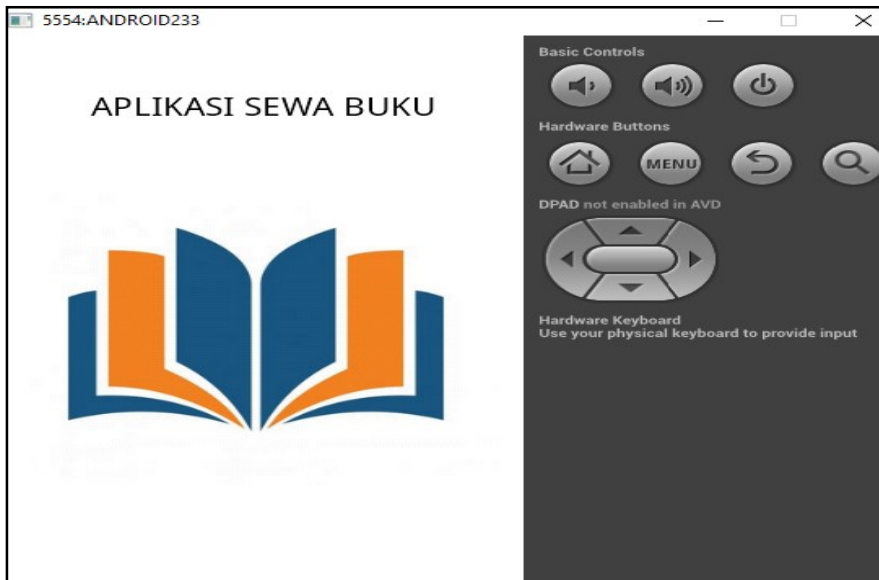 5554:ANDROID233
APLIKASI SEWA BUKU
Basic Controls
Hardware Buttons
MENU
DPAD not enabled in AVD
Hardware Keyboard
Use your physical keyboard to provide input